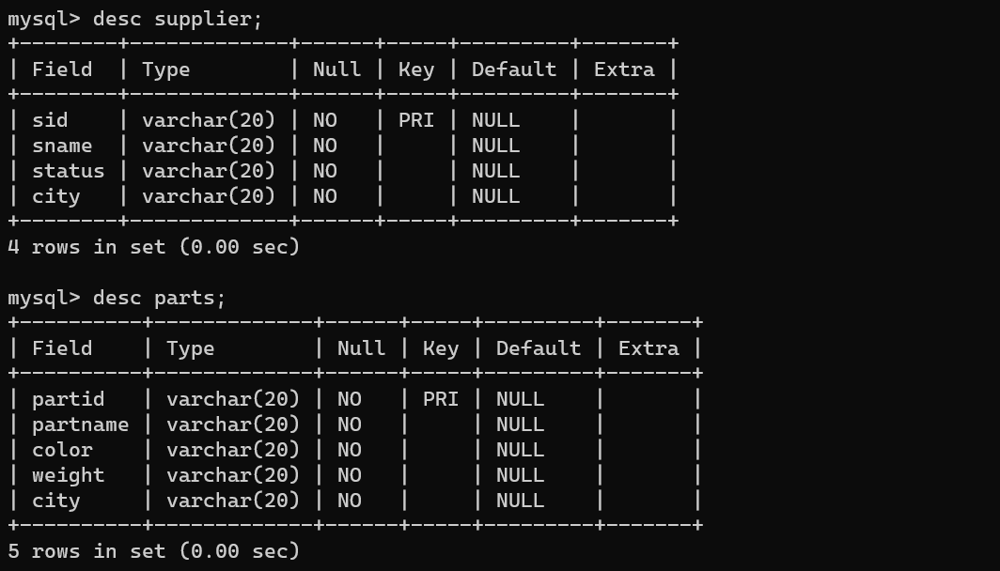 mysql> desc supplier;
+--------+-------------+------+-----+---------+-------+
| Field  | Type        | Null | Key | Default | Extra |
+--------+-------------+------+-----+---------+-------+
| sid    | varchar(20) | NO   | PRI | NULL    |       |
| sname  | varchar(20) | NO   |     | NULL    |       |
| status | varchar(20) | NO   |     | NULL    |       |
| city   | varchar(20) | NO   |     | NULL    |       |
+--------+-------------+------+-----+---------+-------+
4 rows in set (0.00 sec)

mysql> desc parts;
+----------+-------------+------+-----+---------+-------+
| Field    | Type        | Null | Key | Default | Extra |
+----------+-------------+------+-----+---------+-------+
| partid   | varchar(20) | NO   | PRI | NULL    |       |
| partname | varchar(20) | NO   |     | NULL    |       |
| color    | varchar(20) | NO   |     | NULL    |       |
| weight   | varchar(20) | NO   |     | NULL    |       |
| city     | varchar(20) | NO   |     | NULL    |       |
+----------+-------------+------+-----+---------+-------+
5 rows in set (0.00 sec)